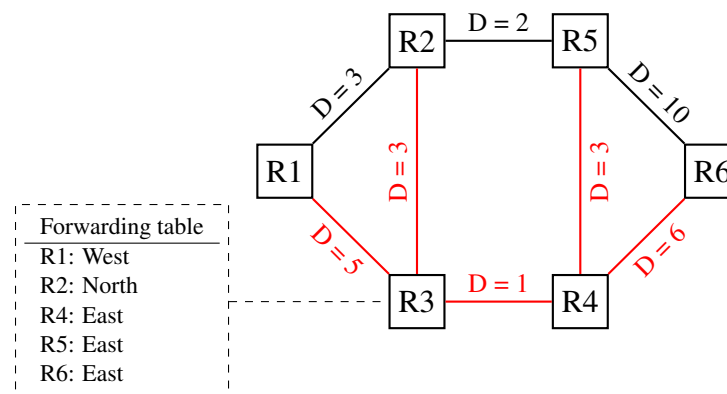 R2
D = 2
R5
D = 3
D = 10
R1
D = 3
D = 3
R6
Forwarding table
R1: West
R2: North
R4: East
R5: East
R6: East
D = 5
R3
D = 1
R4
D = 6